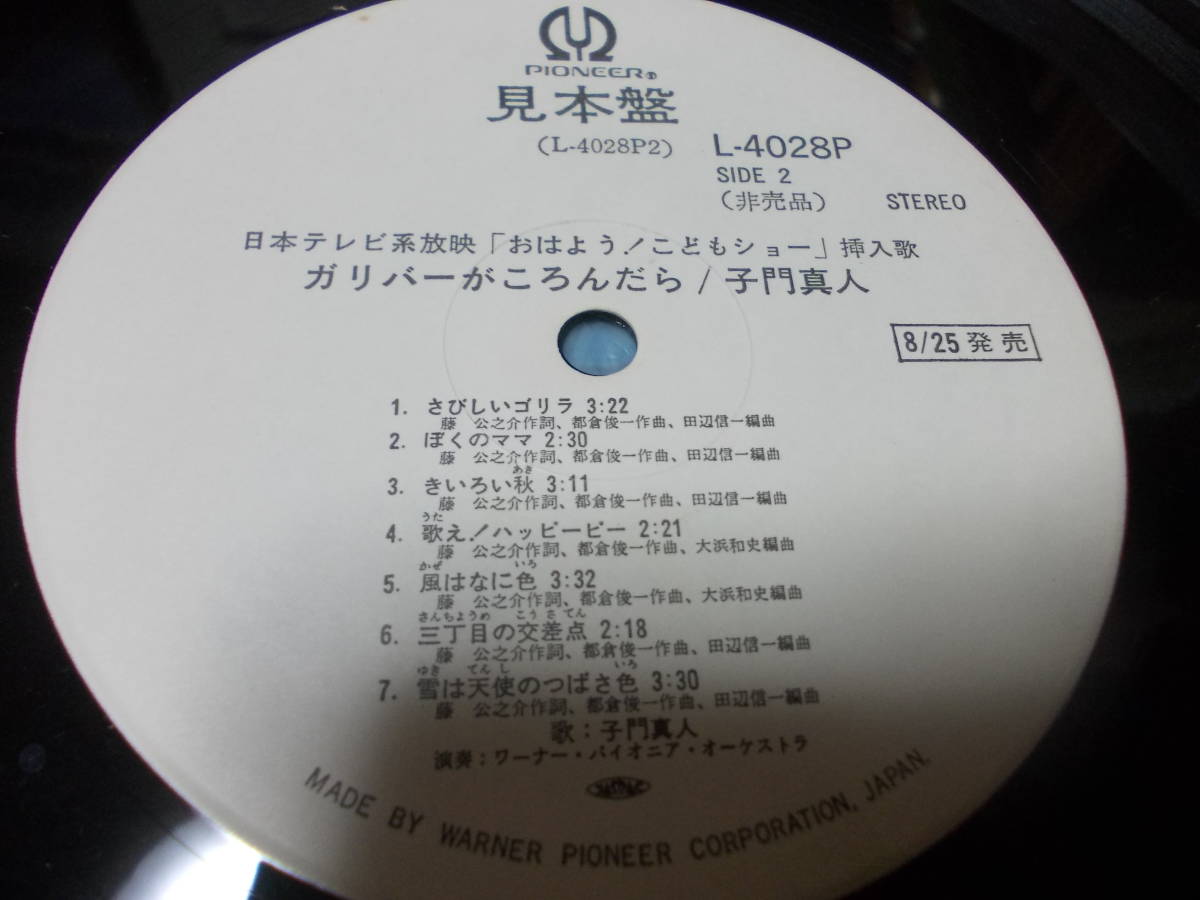 PIONEER®
見本盤
(L-4028P2) L-4028P
SIDE 2
(非売品) STEREO
日本テレビ系放映「おはよう!こどもショー」挿入歌
ガリバーがころんだら/子門真人
8/25発売
1. さびしいゴリラ 3:22
藤 公之介作詞、都倉俊一作曲、田辺信一編曲
2. ぼくのママ 2:30
藤 公之介作詞、都倉俊一作曲、田辺信一編曲
あき
3. きいろい秋 3:11
藤 公之介作詞、都倉俊一作曲、田辺信一編曲
うた
4. 歌え!ハッピーピー 2:21
藤 公之介作詞、都倉俊一作曲、大浜和史編曲
かぜ いろ
5. 風はなに色 3:32
藤 公之介作詞、都倉俊一作曲、大浜和史編曲
さんちょうめ こうさてん
6. 三丁目の交差点 2:18
藤 公之介作詞、都倉俊一作曲、田辺信一編曲
ゆき てんし いろ
7. 雪は天使のつばさ色 3:30
藤 公之介作詞、都倉俊一作曲、田辺信一編曲
歌:子門真人
演奏:ワーナー・パイオニア・オーケストラ
MADE BY WARNER PIONEER CORPORATION, JAPAN.